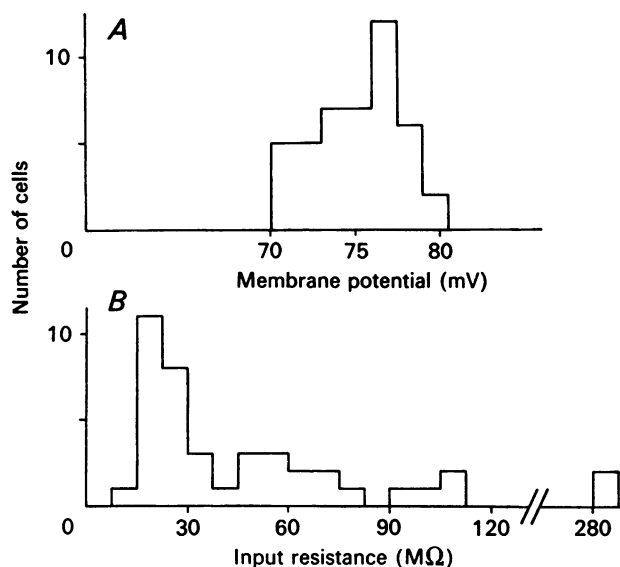 A
10
Number of cells
0
70 75 80
Membrane potential (mV)
B
10
0
30 60 90 120 280
Input resistance (MΩ)